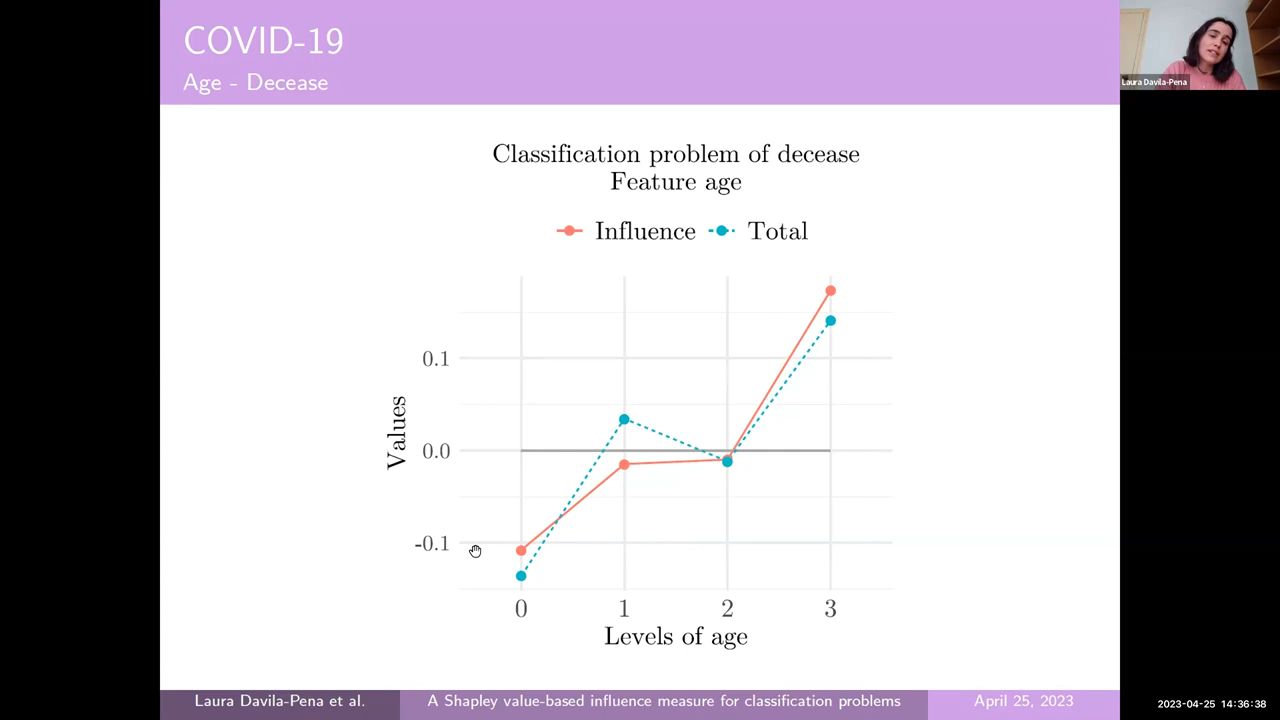 COVID-19
Age - Decease
Laura Davila-Pena
Classification problem of decease
Feature age
Influence Total
Values
0.1
0.0
-0.1
0 1 2 3
Levels of age
Laura Davila-Pena et al. A Shapley value-based influence measure for classification problems April 25, 2023
2023-04-25 14:36:38